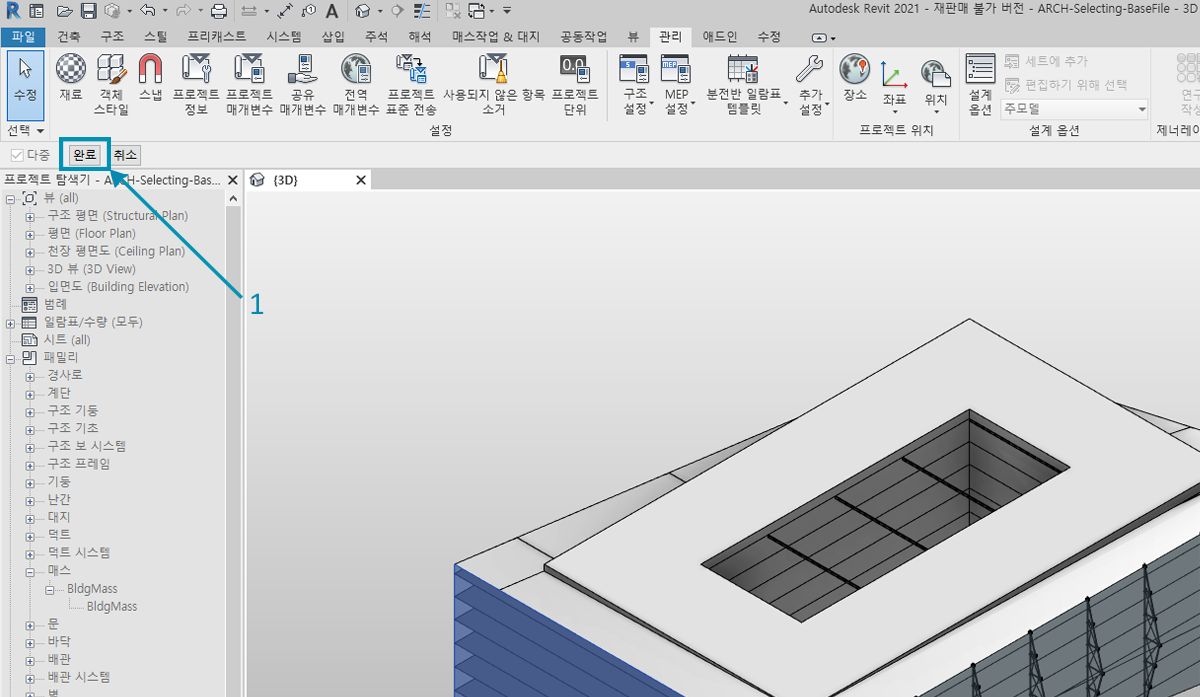 Autodesk Revit 2021 - 재판매 불가 버전 - ARCH-Selecting-BaseFile - 3D
파일 건축 구조 스틸 프리캐스트 시스템 삽입 주석 해석 매스작업 & 대지 공동작업 뷰 관리 애드인 수정
수정
재료
객체
스타일
스냅
프로젝트
정보
프로젝트
매개변수
공유
매개변수
전역
매개변수
프로젝트
표준 전송
사용되지 않은 항목
소거
프로젝트
단위
구조
설정
MEP
설정
분전반 일람표
템플릿
추가
설정
장소
좌표
위치
설계
옵션
세트에 추가
편집하기 위해 선택
주모델
선택
설정
프로젝트 위치
설계 옵션
다중 완료 취소
프로젝트 탐색기 - ARCH-Selecting-Bas...
{3D}
뷰 (all)
구조 평면 (Structural Plan)
평면 (Floor Plan)
천장 평면도 (Ceiling Plan)
3D 뷰 (3D View)
입면도 (Building Elevation)
1
범례
일람표/수량 (모두)
시트 (all)
패밀리
경사로
계단
구조 기둥
구조 기초
구조 보 시스템
구조 프레임
기둥
난간
대지
덕트
덕트 시스템
매스
BldgMass
BldgMass
문
바닥
배관
배관 시스템